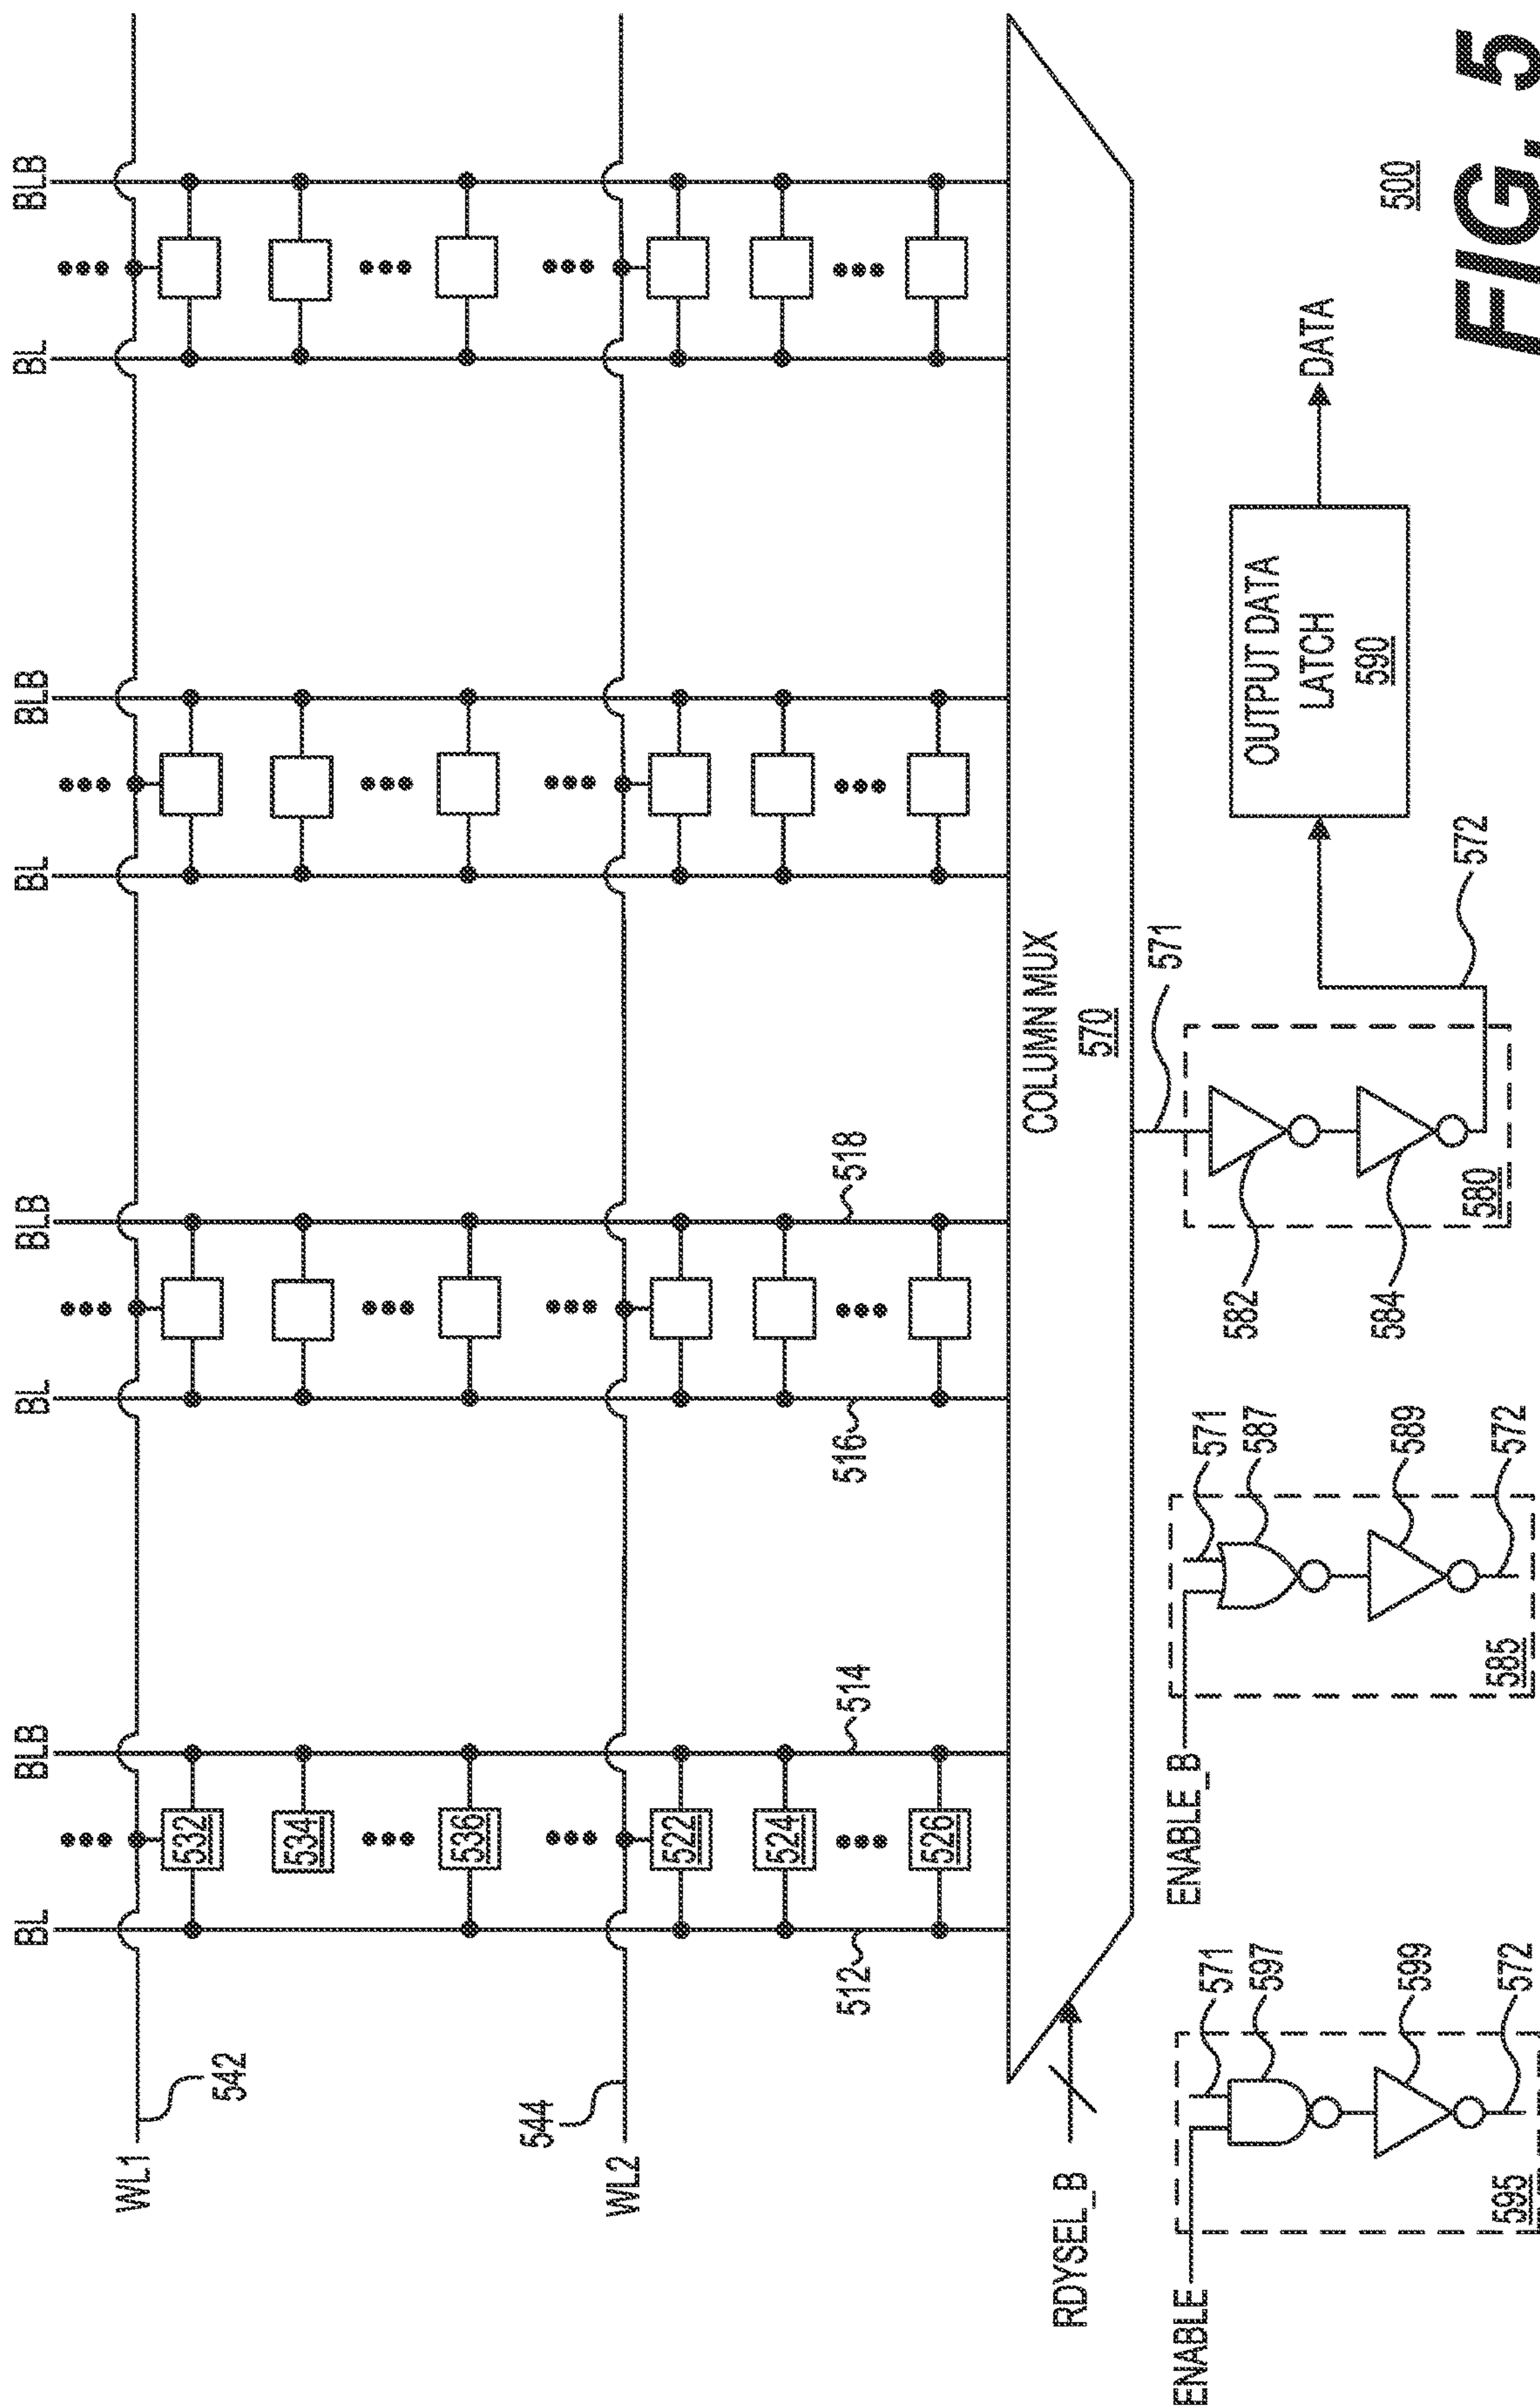 BL
BLB
BL
BLB
BL
BLB
BL
BLB
WL1
542
532
534
536
WL2
544
522
524
526
512
514
516
518
RDYSEL_B
COLUMN MUX
570
571
ENABLE
571
597
599
572
595
ENABLE_B
571
587
589
572
585
582
584
580
572
OUTPUT DATA
LATCH
590
DATA
500
FIG. 5